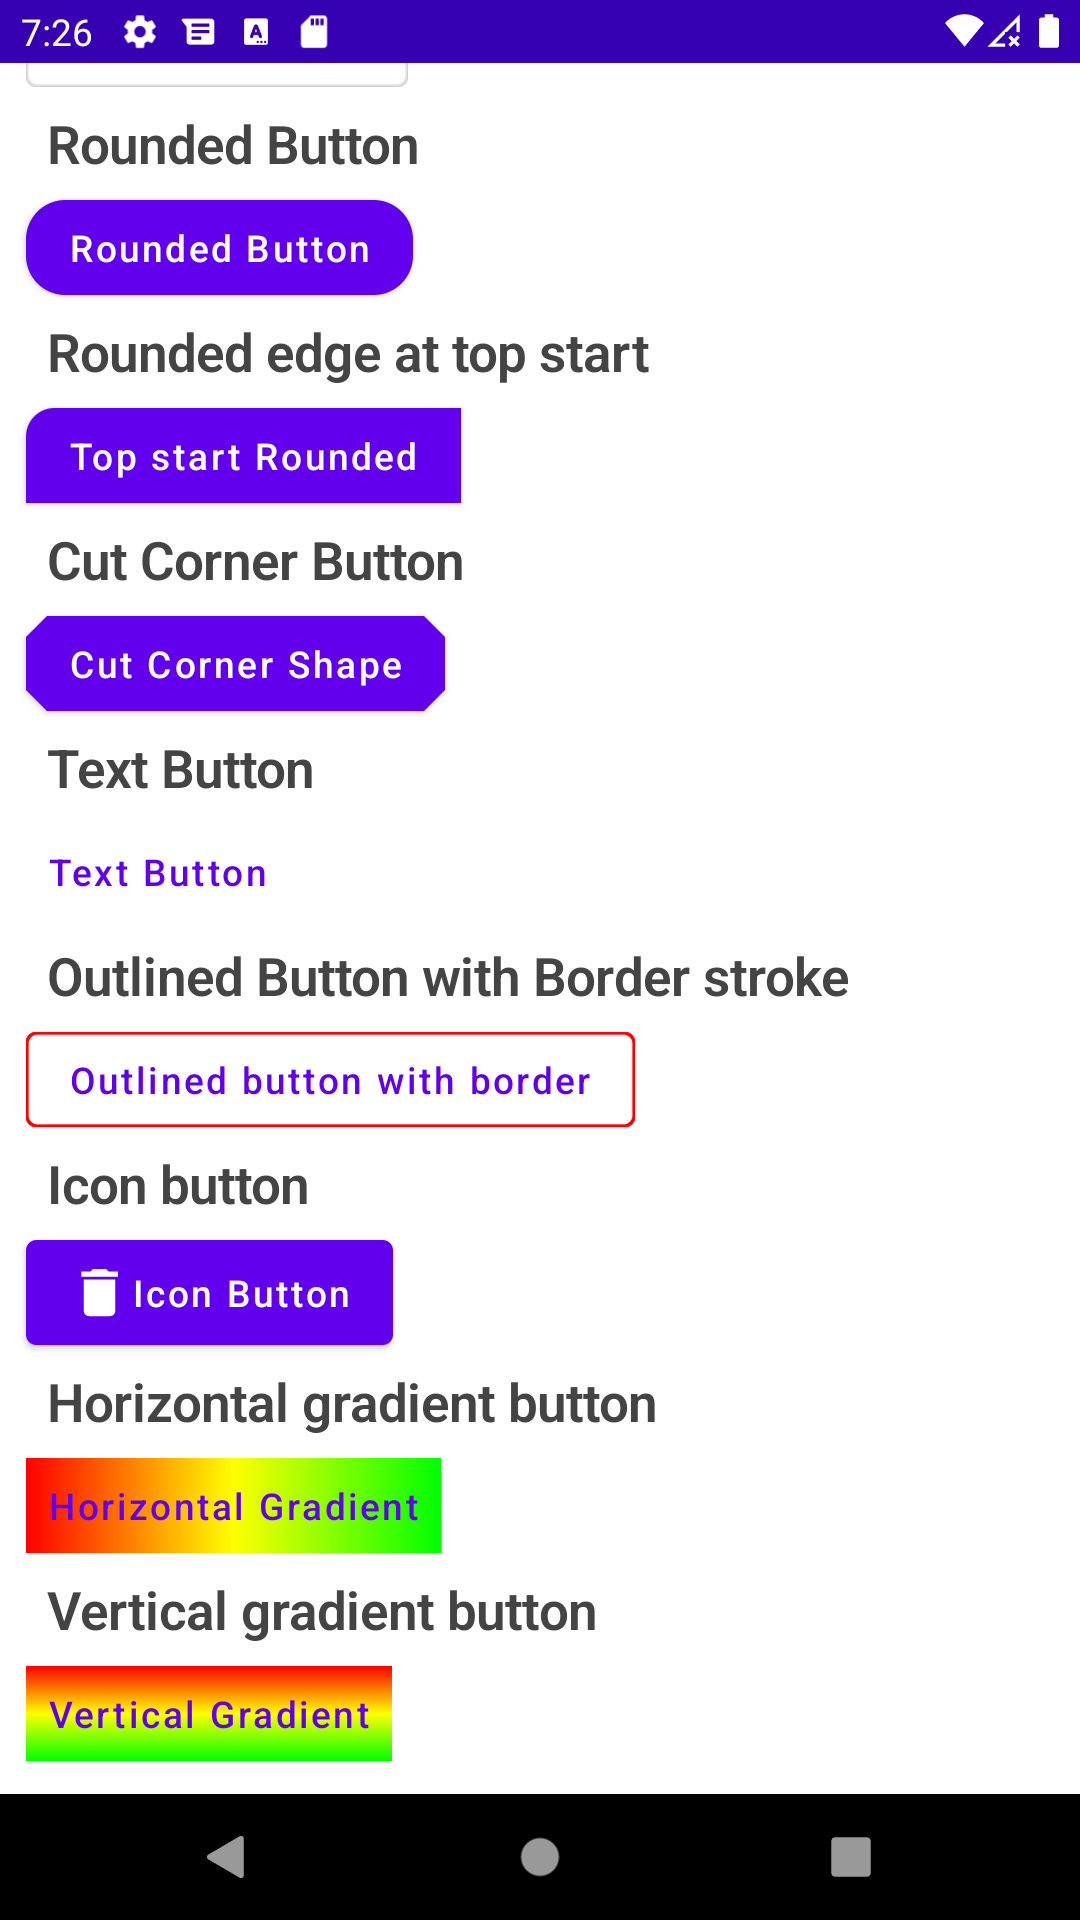 7:26
Rounded Button
Rounded Button
Rounded edge at top start
Top start Rounded
Cut Corner Button
Cut Corner Shape
Text Button
Text Button
Outlined Button with Border stroke
Outlined button with border
Icon button
Icon Button
Horizontal gradient button
Horizontal Gradient
Vertical gradient button
Vertical Gradient